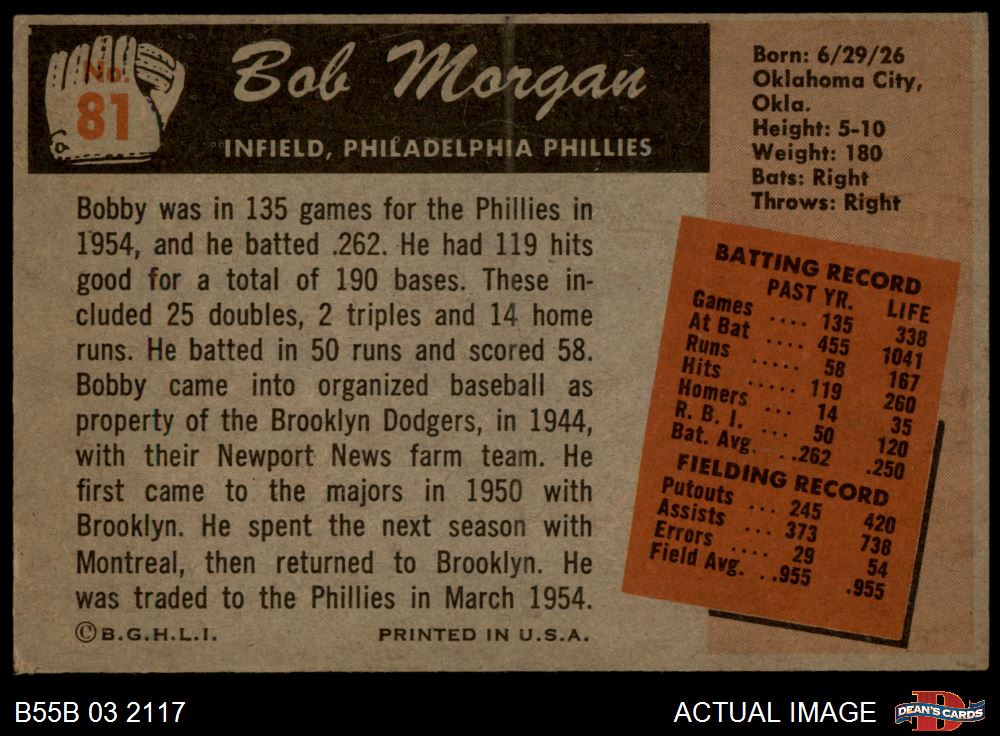 No.
81
Bob Morgan
INFIELD, PHILADELPHIA PHILLIES
Born: 6/29/26
Oklahoma City,
Okla.
Height: 5-10
Weight: 180
Bats: Right
Throws: Right
Bobby was in 135 games for the Phillies in
1954, and he batted .262. He had 119 hits
good for a total of 190 bases. These in-
cluded 25 doubles, 2 triples and 14 home
runs. He batted in 50 runs and scored 58.
Bobby came into organized baseball as
property of the Brooklyn Dodgers, in 1944,
with their Newport News farm team. He
first came to the majors in 1950 with
Brooklyn. He spent the next season with
Montreal, then returned to Brooklyn. He
was traded to the Phillies in March 1954.
©B.G.H.L.I. PRINTED IN U.S.A.
BATTING RECORD
PAST YR. LIFE
Games .... 135 338
At Bat .... 455 1041
Runs ..... 58 167
Hits ..... 119 260
Homers ... 14 35
R. B. I. ... 50 120
Bat. Avg. ..262 .250
FIELDING RECORD
Putouts ... 245 420
Assists ... 373 738
Errors .... 29 54
Field Avg. ..955 .955
B55B 03 2117
ACTUAL IMAGE
DEAN'S CARDS